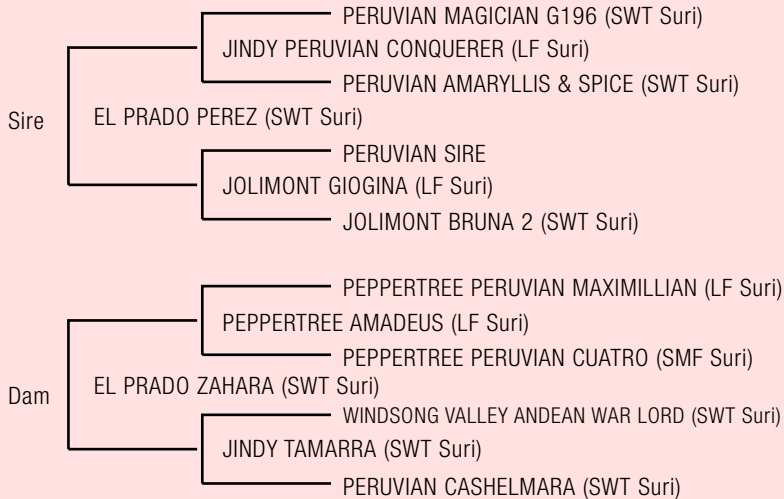 PERUVIAN MAGICIAN G196 (SWT Suri)
JINDY PERUVIAN CONQUERER (LF Suri)
PERUVIAN AMARYLLIS & SPICE (SWT Suri)
Sire
EL PRADO PEREZ (SWT Suri)
PERUVIAN SIRE
JOLIMONT GIOGINA (LF Suri)
JOLIMONT BRUNA 2 (SWT Suri)
PEPPERTREE PERUVIAN MAXIMILLIAN (LF Suri)
PEPPERTREE AMADEUS (LF Suri)
PEPPERTREE PERUVIAN CUATRO (SMF Suri)
Dam
EL PRADO ZAHARA (SWT Suri)
WINDSONG VALLEY ANDEAN WAR LORD (SWT Suri)
JINDY TAMARRA (SWT Suri)
PERUVIAN CASHELMARA (SWT Suri)